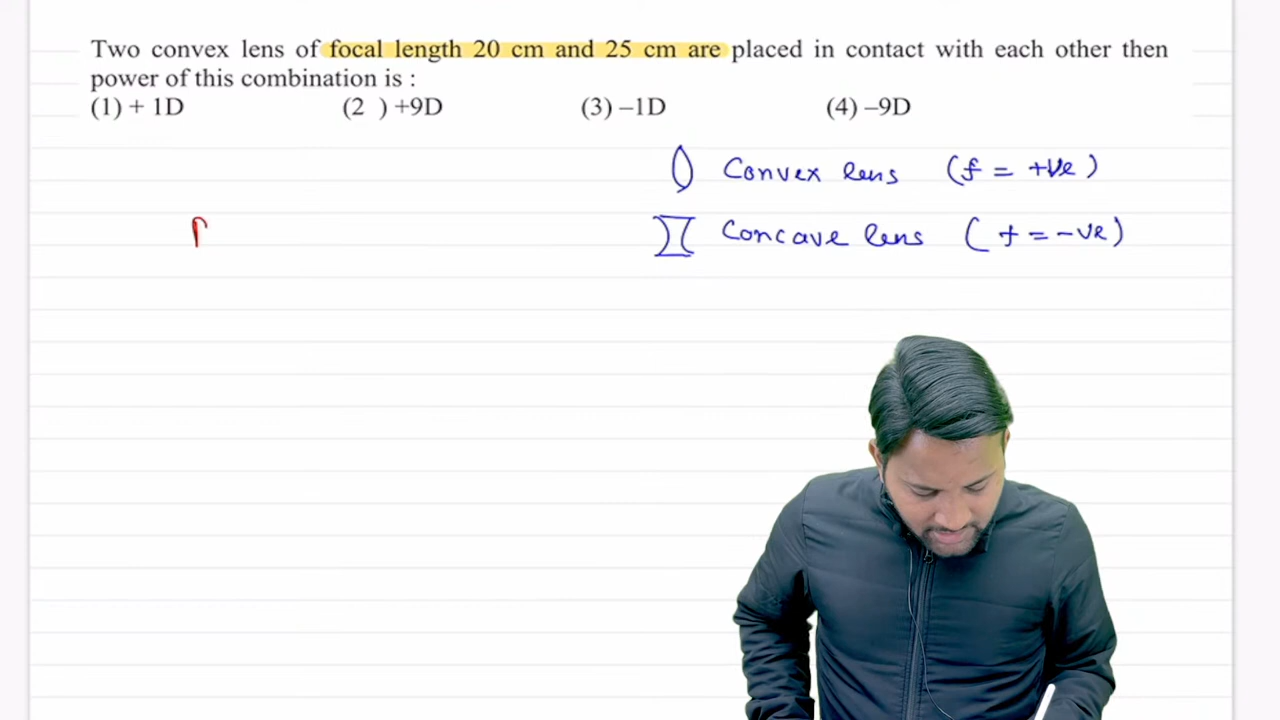 Two convex lens of focal length 20 cm and 25 cm are placed in contact with each other then
power of this combination is :
(1) + 1D (2 ) +9D (3) –1D (4) –9D
Convex lens (f = +ve)
Concave lens (f = -ve)